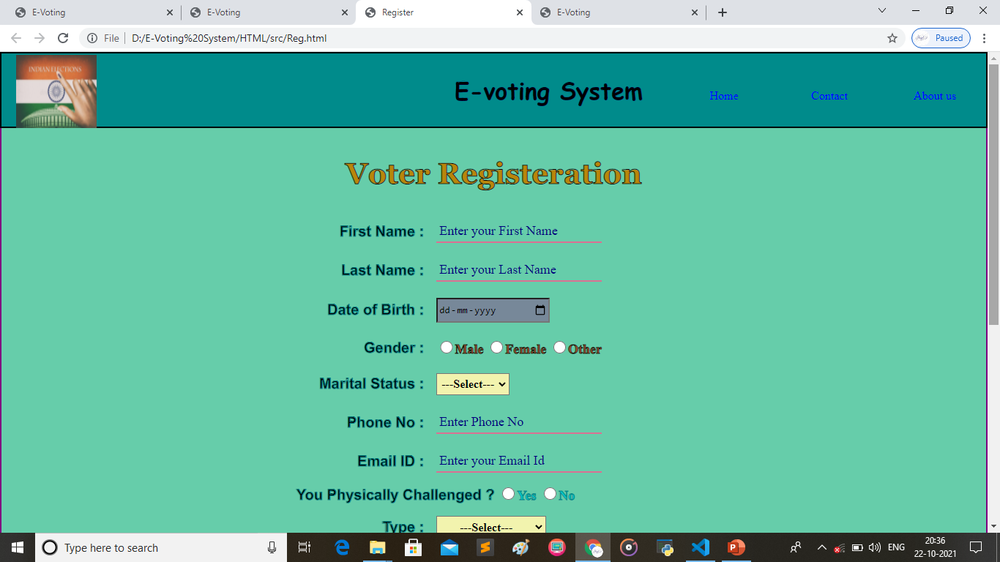 E-Voting
E-Voting
Register
E-Voting
File
D:/E-Voting%20System/HTML/src/Reg.html
Paused
INDIAN ELECTIONS
E-voting System
Home
Contact
About us
Voter Registeration
First Name : Enter your First Name
Last Name : Enter your Last Name
Date of Birth : dd-mm-yyyy
Gender : Male Female Other
Marital Status : ---Select---
Phone No : Enter Phone No
Email ID : Enter your Email Id
You Physically Challenged ? Yes No
Type : ---Select---
Type here to search
ENG
20:36
22-10-2021